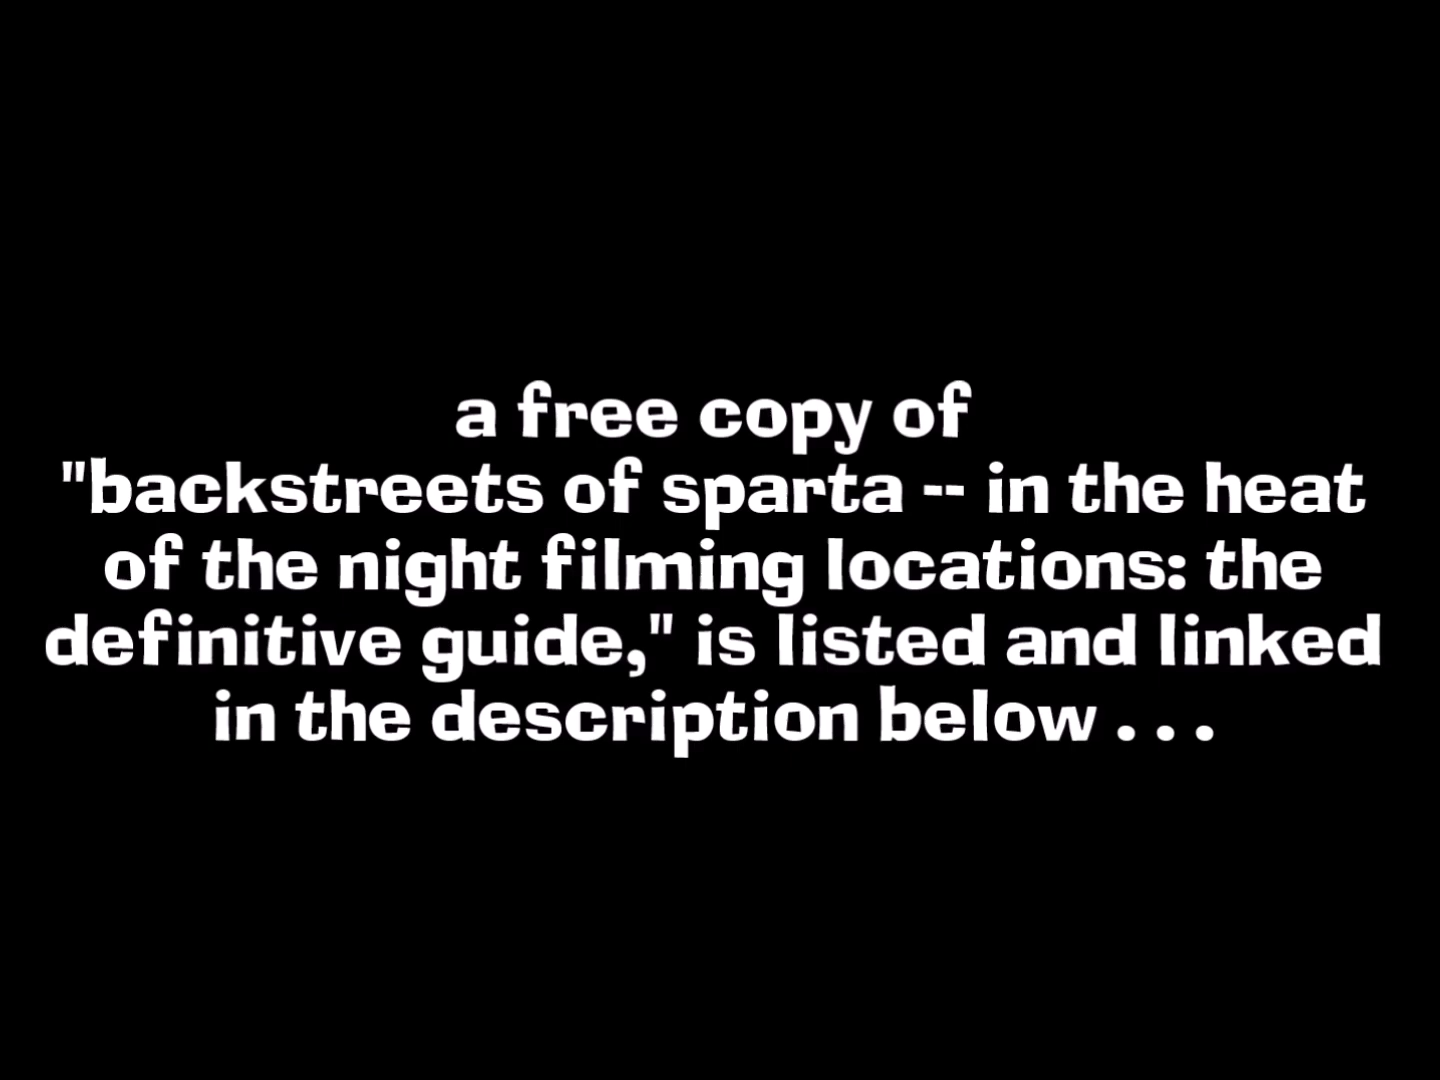 a free copy of
"backstreets of sparta -- in the heat
of the night filming locations: the
definitive guide," is listed and linked
in the description below . . .